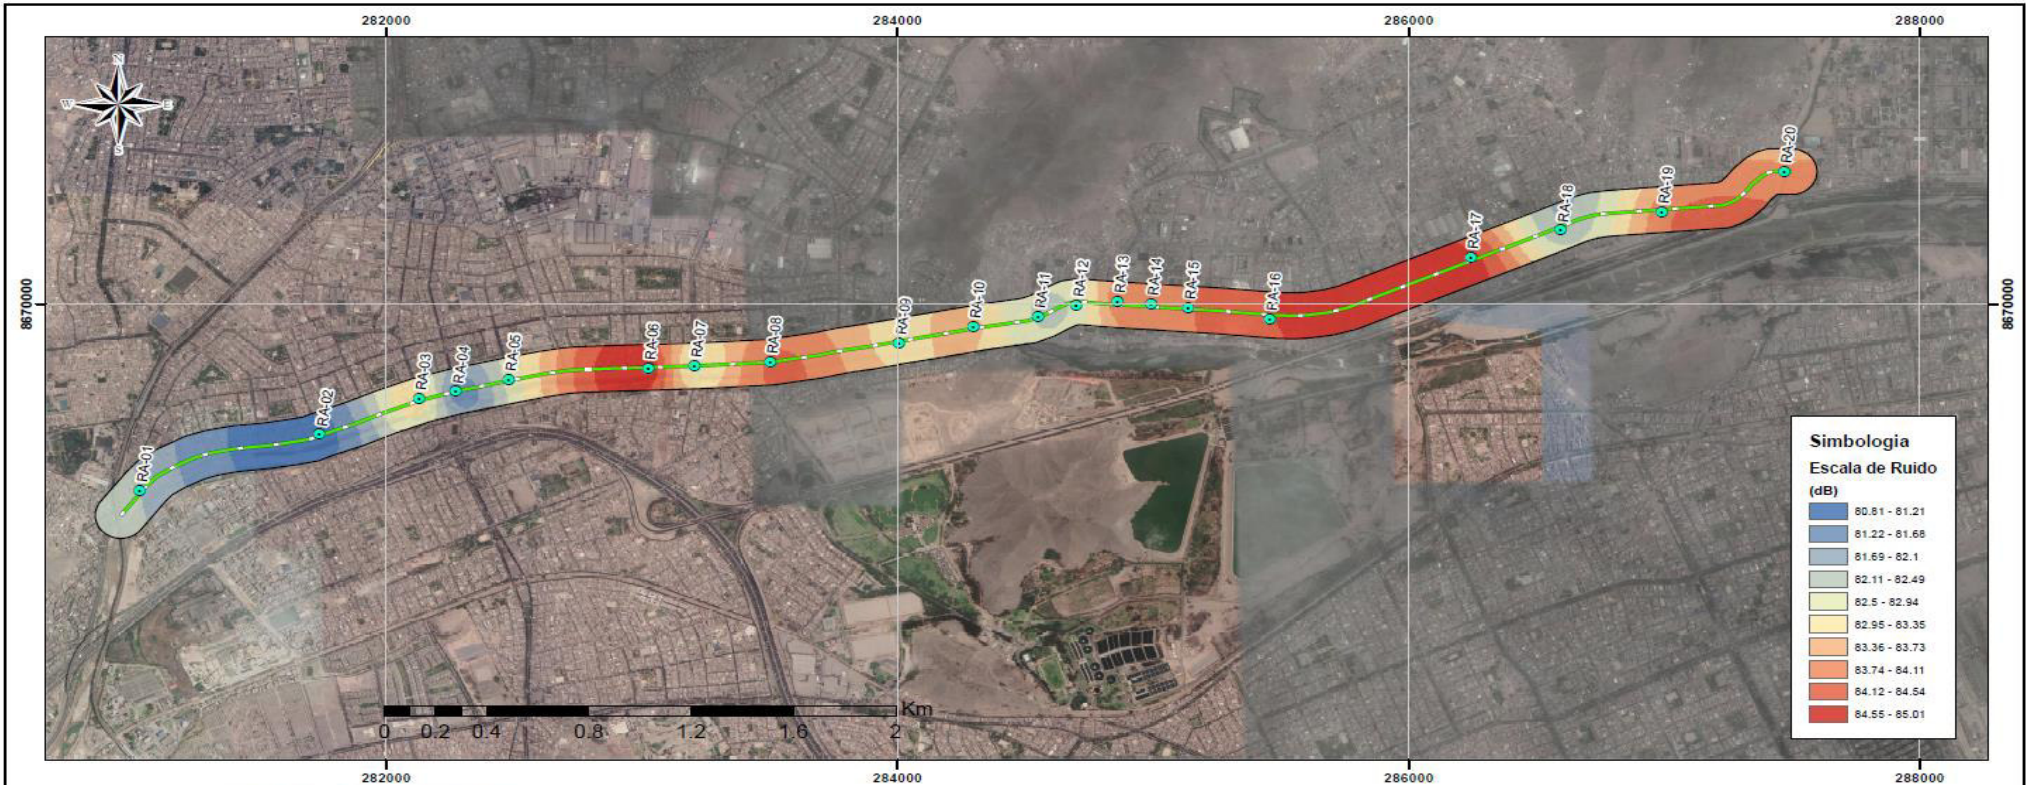 282000
284000
286000
288000
N
W
E
S
8670000
8670000
RA-01
RA-02
RA-03
RA-04
RA-05
RA-06
RA-07
RA-08
RA-09
RA-10
RA-11
RA-12
RA-13
RA-14
RA-15
RA-16
RA-17
RA-18
RA-19
RA-20
Simbologia
Escala de Ruido
(dB)
80.81 - 81.21
81.22 - 81.68
81.69 - 82.1
82.11 - 82.49
82.5 - 82.94
82.95 - 83.35
83.36 - 83.73
83.74 - 84.11
84.12 - 84.54
84.55 - 85.01
Km
0 0.2 0.4 0.8 1.2 1.6 2
282000
284000
286000
288000